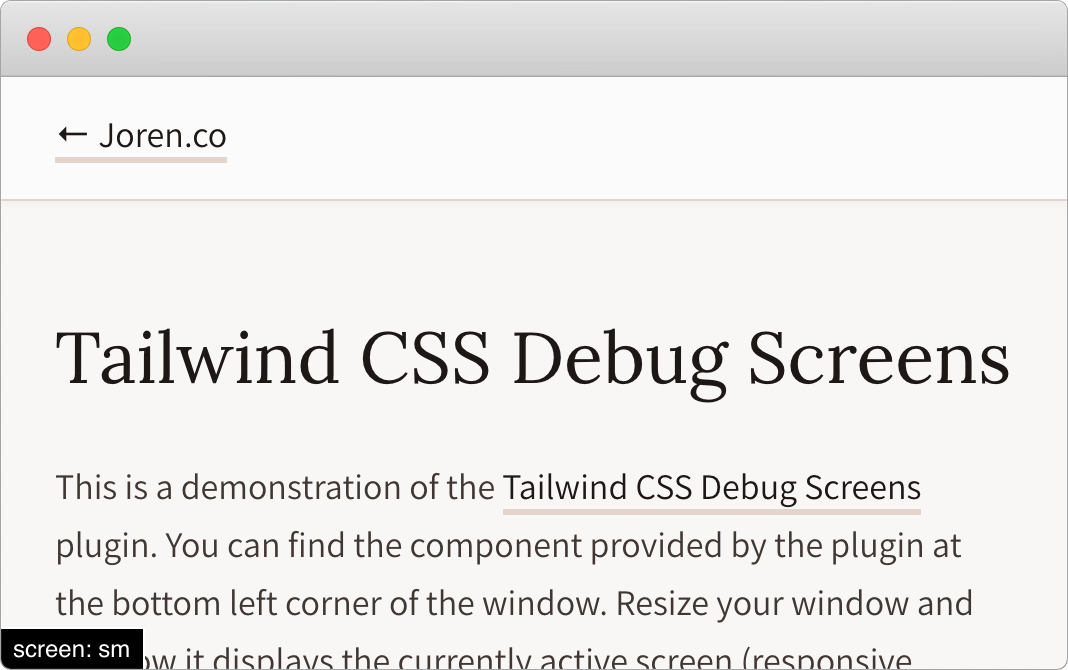 ← Joren.co
Tailwind CSS Debug Screens
This is a demonstration of the Tailwind CSS Debug Screens
plugin. You can find the component provided by the plugin at
the bottom left corner of the window. Resize your window and
it displays the currently active screen (responsive
screen: sm